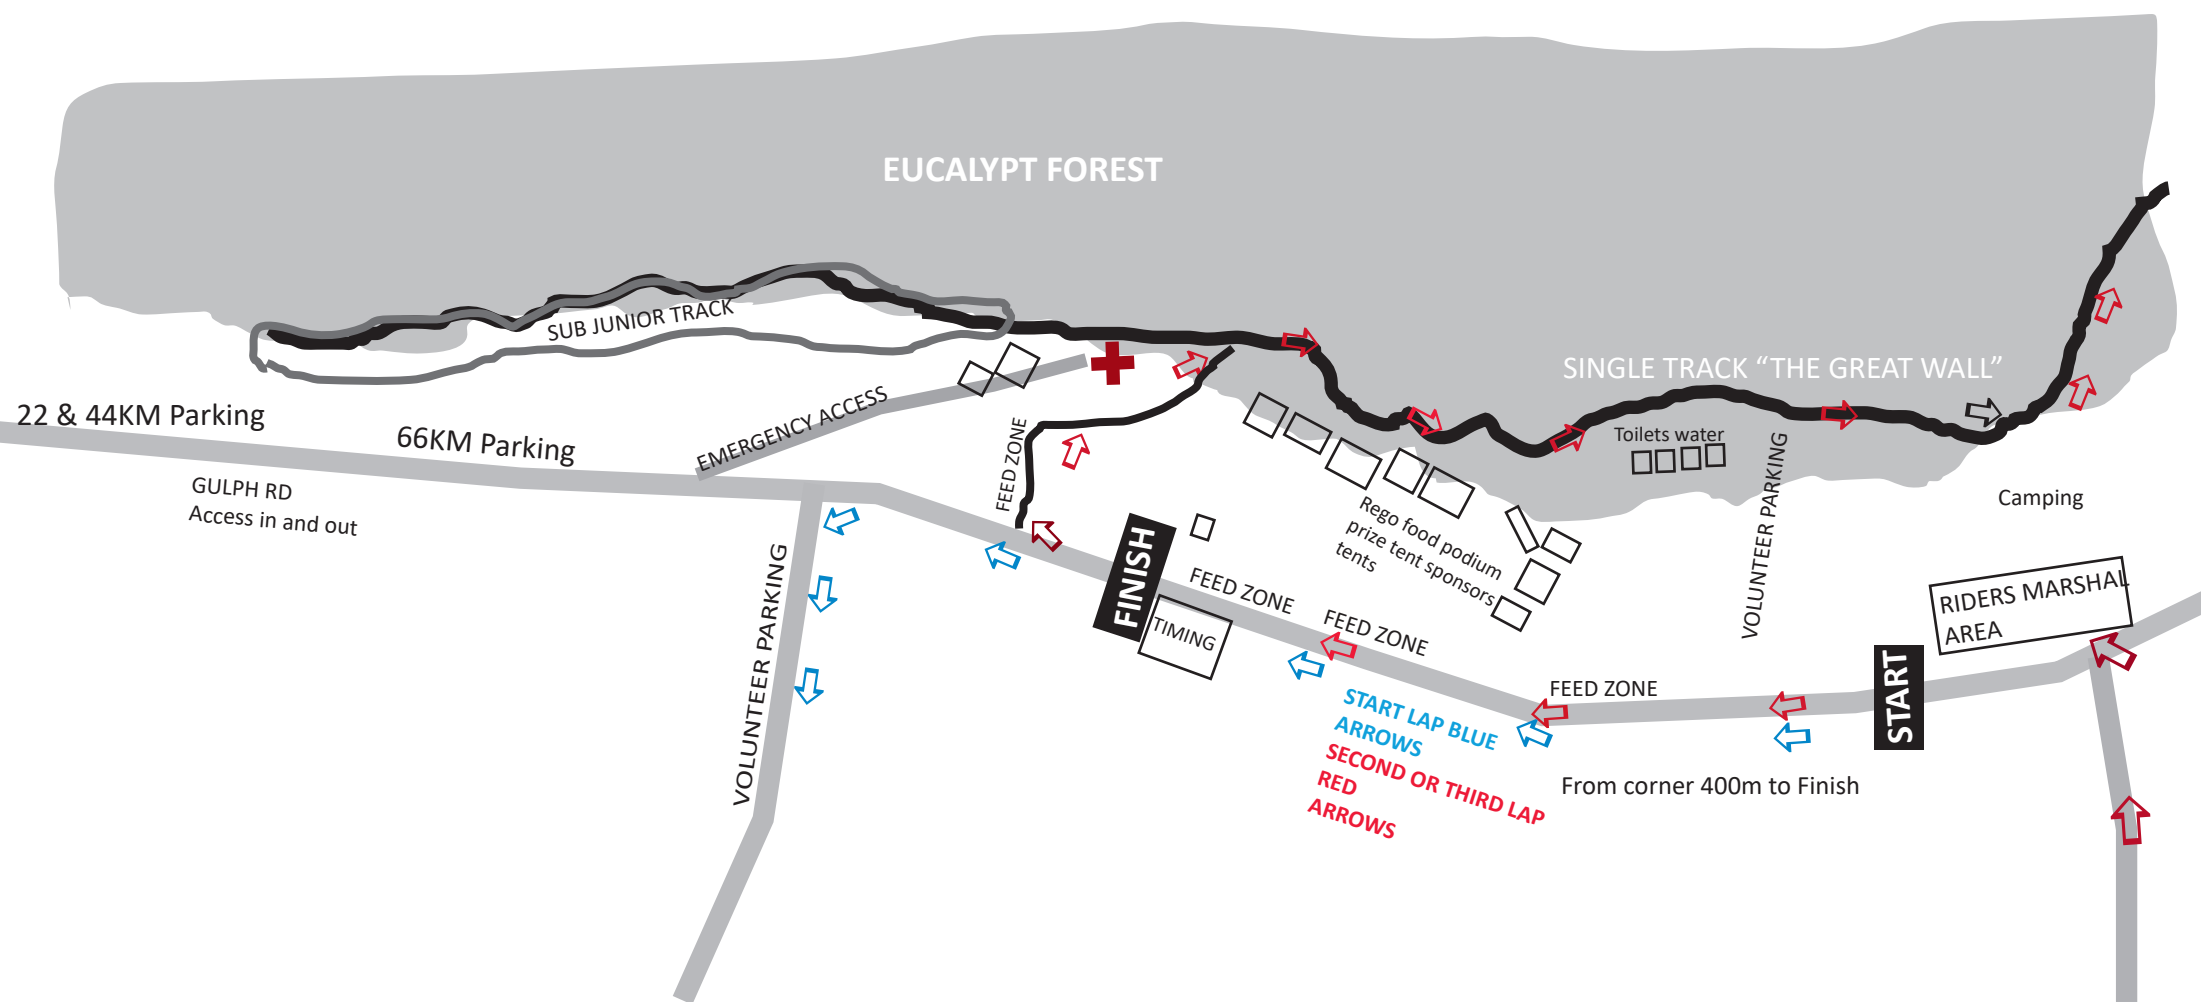 EUCALYPT FOREST
SUB JUNIOR TRACK
SINGLE TRACK “THE GREAT WALL”
22 & 44KM Parking
66KM Parking
EMERGENCY ACCESS
FEED ZONE
Toilets water
VOLUNTEER PARKING
GULPH RD
Access in and out
Camping
Rego food podium
prize tent sponsors
tents
FINISH
TIMING
FEED ZONE
FEED ZONE
FEED ZONE
VOLUNTEER PARKING
RIDERS MARSHAL
AREA
START
START LAP BLUE
ARROWS
SECOND OR THIRD LAP
RED
ARROWS
From corner 400m to Finish